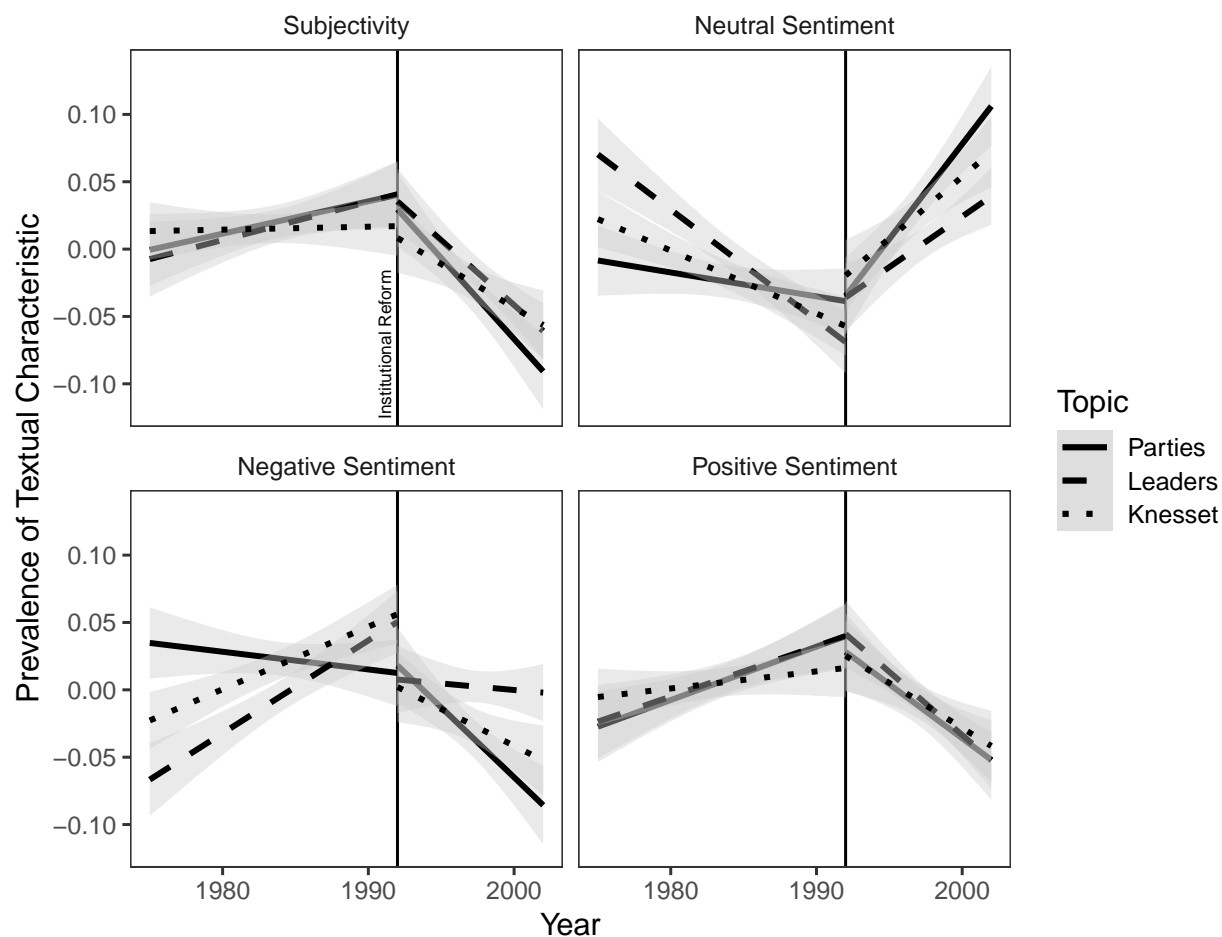 Subjectivity
Neutral Sentiment
0.10
0.05
0.00
−0.05
−0.10
Institutional Reform
Prevalence of Textual Characteristic
Topic
Parties
Leaders
Knesset
Negative Sentiment
Positive Sentiment
0.10
0.05
0.00
−0.05
−0.10
1980
1990
2000
1980
1990
2000
Year